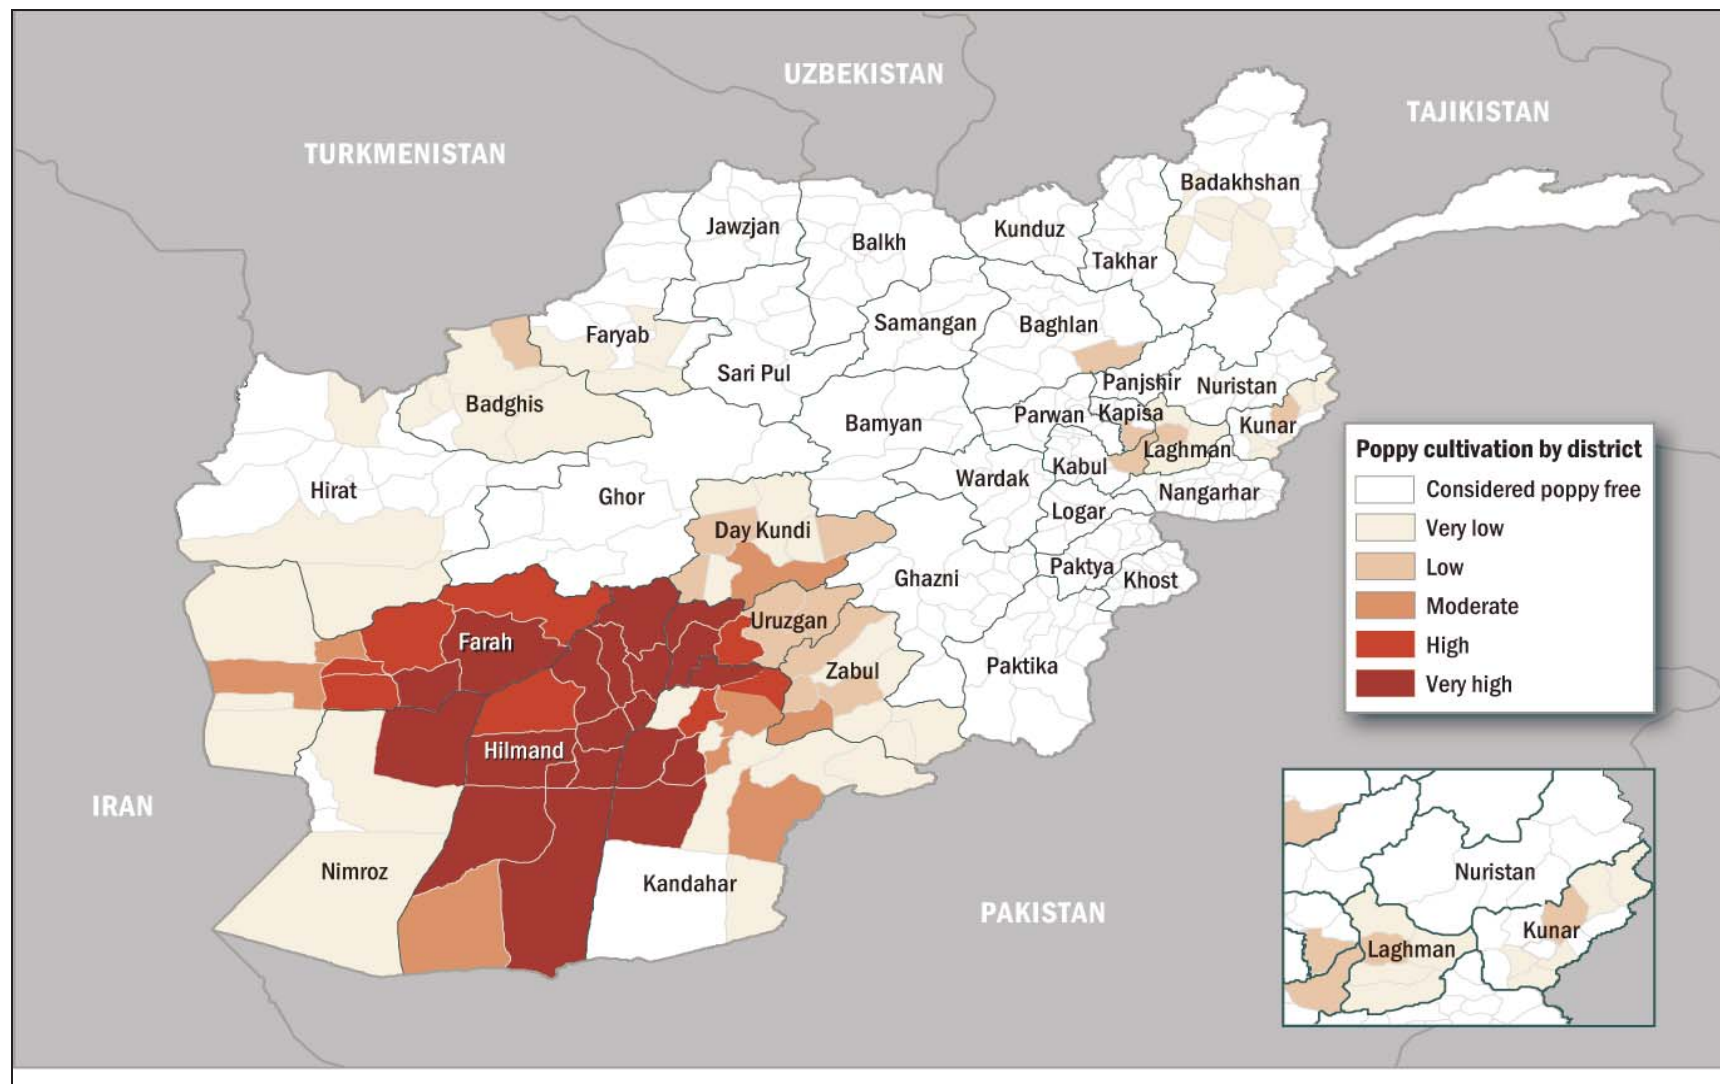 UZBEKISTAN
TAJIKISTAN
TURKMENISTAN
Badakhshan
Jawzjan
Kunduz
Balkh
Takhar
Samangan
Baghlan
Faryab
Sari Pul
Panjshir
Nuristan
Badghis
Parwan
Kapisa
Bamyan
Kunar
Laghman
Kabul
Wardak
Hirat
Ghor
Nangarhar
Logar
Day Kundi
Paktya
Ghazni
Khost
Uruzgan
Farah
Zabul
Paktika
Hilmand
IRAN
Nimroz
Kandahar
PAKISTAN
Poppy cultivation by district
Considered poppy free
Very low
Low
Moderate
High
Very high
Nuristan
Kunar
Laghman